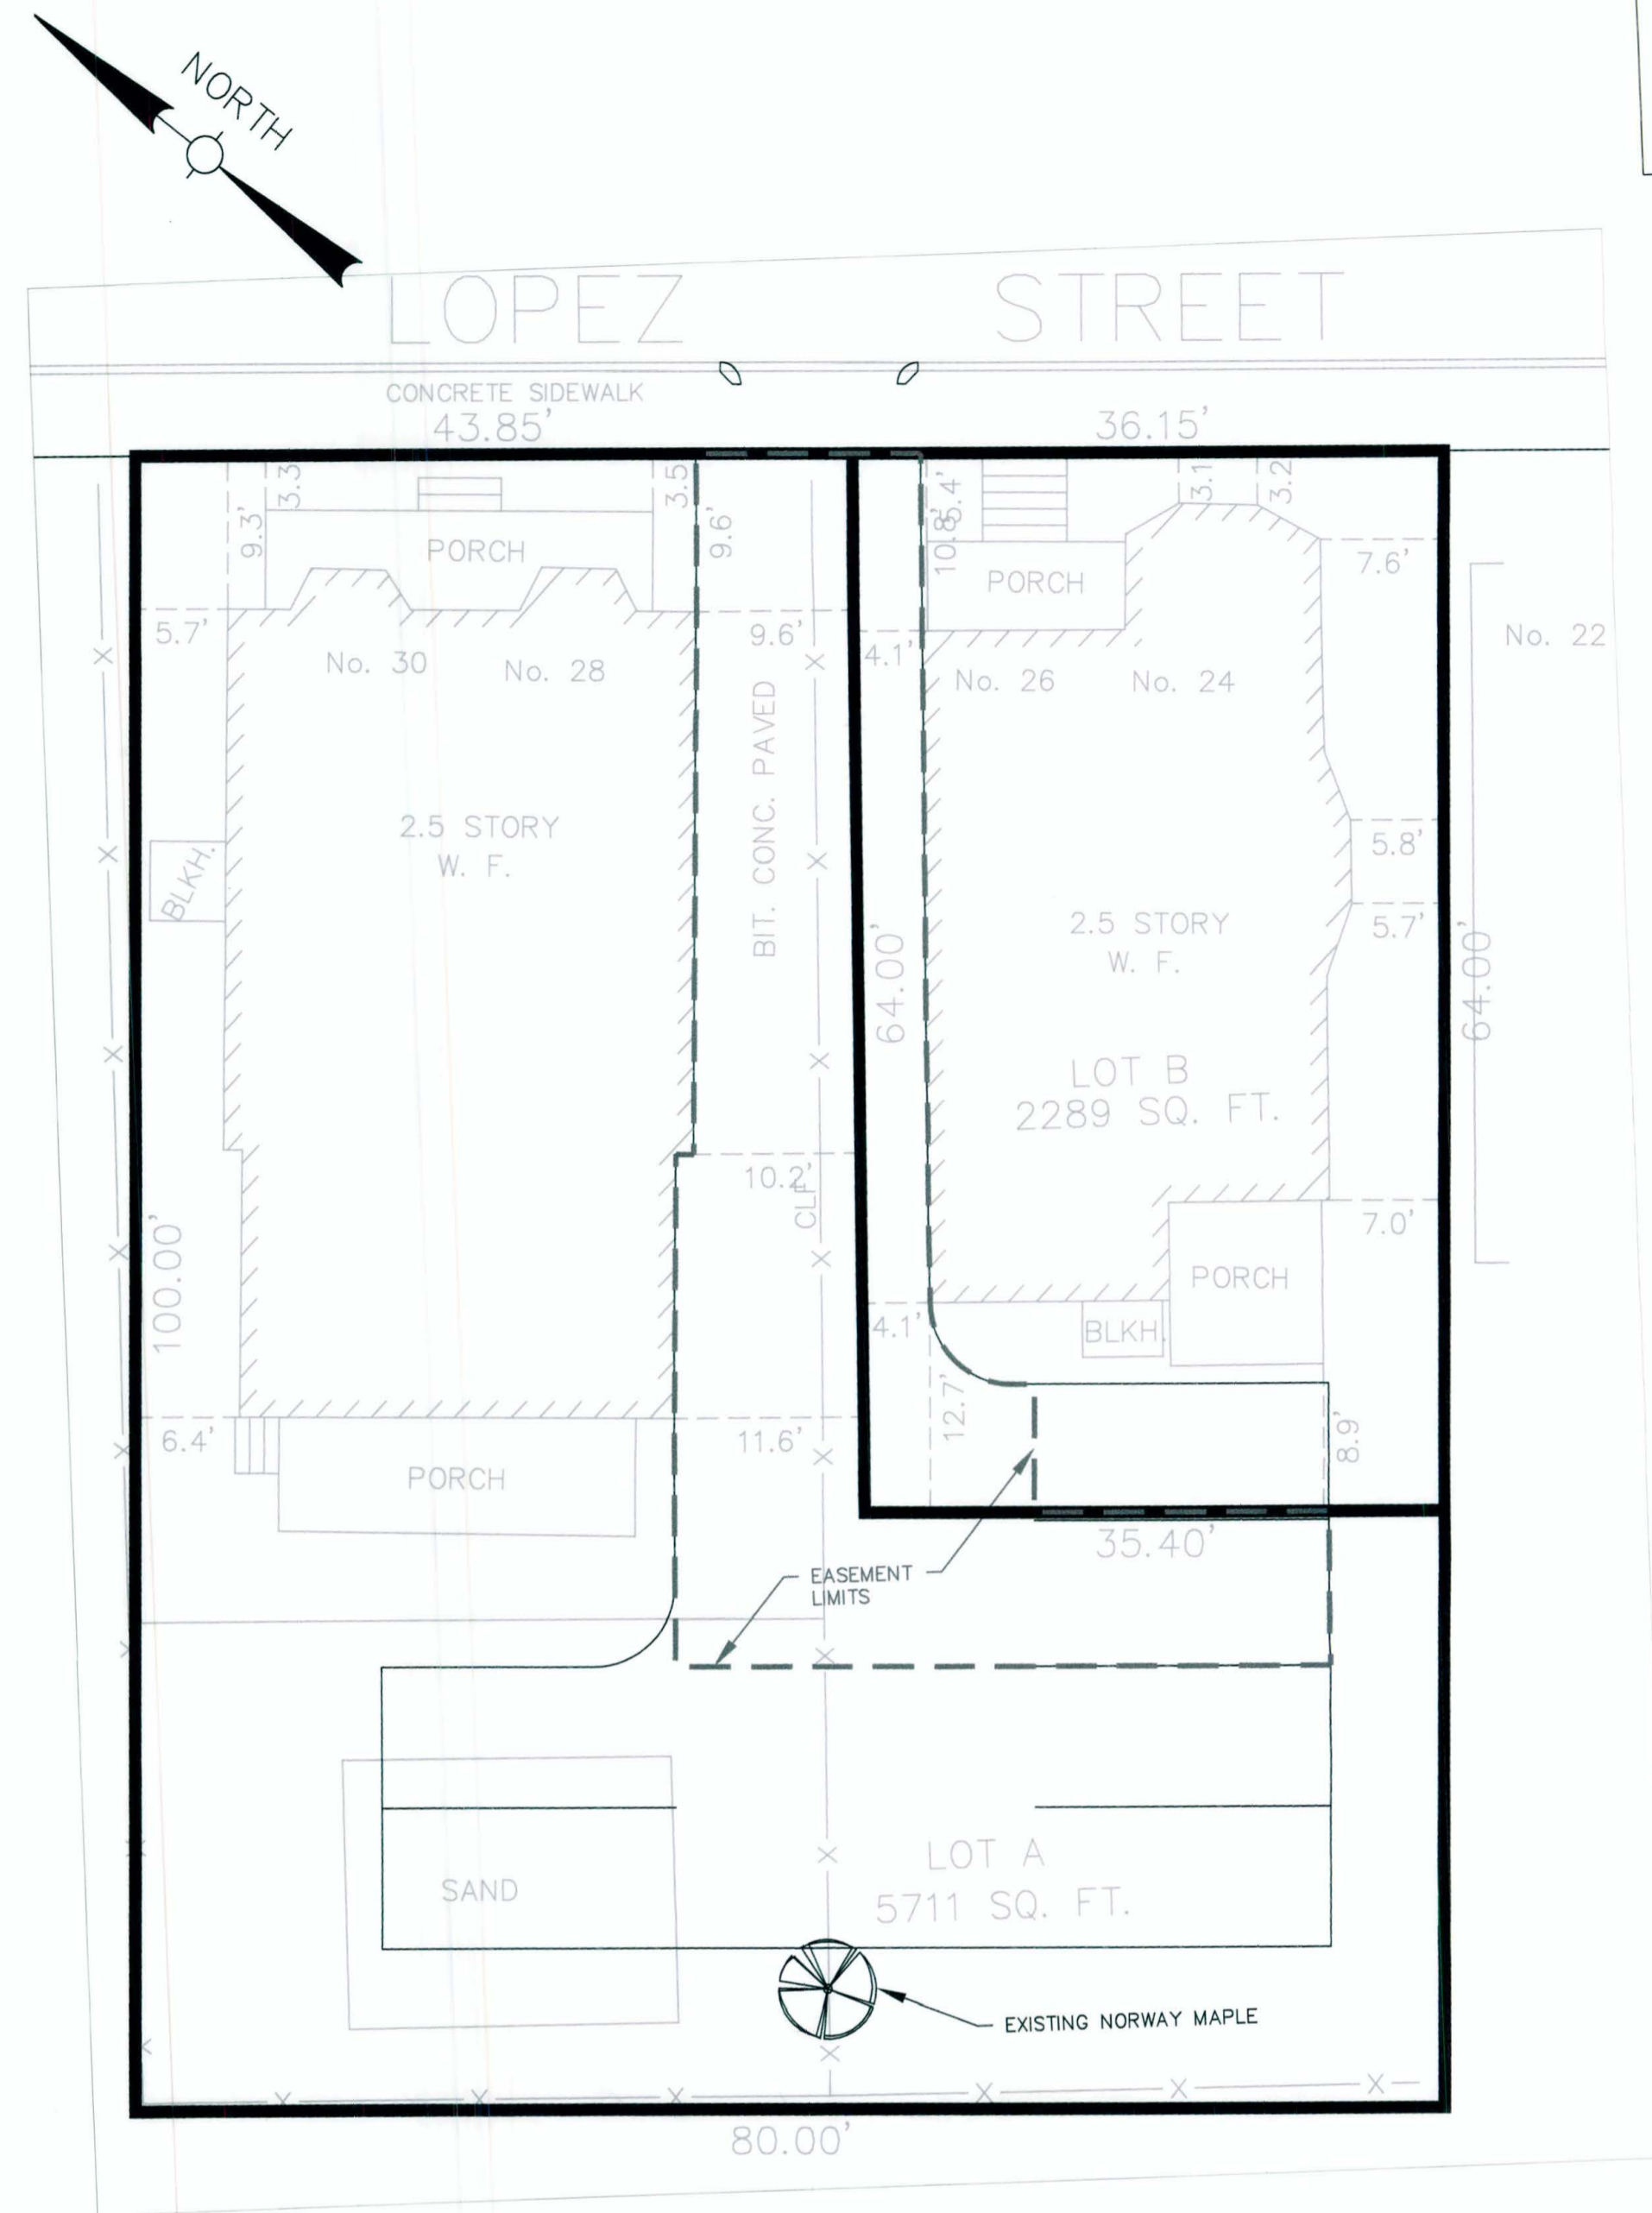 NORTH
LOPEZ STREET
CONCRETE SIDEWALK
43.85'
36.15'
3.3
3.5
5.4'
3.1
3.2
9.3'
9.6'
10.8'
PORCH
PORCH
7.6'
5.7'
9.6'
4.1'
No. 22
No. 30
No. 28
No. 26
No. 24
BIT. CONC. PAVED
2.5 STORY
W. F.
5.8'
BLKH.
2.5 STORY
W. F.
5.7'
64.00'
64.00'
LOT B
2289 SQ. FT.
10.2'
CLF
7.0'
100.00'
PORCH
4.1'
BLKH.
12.7'
8.9'
6.4'
11.6'
PORCH
35.40'
EASEMENT
LIMITS
LOT A
5711 SQ. FT.
SAND
EXISTING NORWAY MAPLE
80.00'